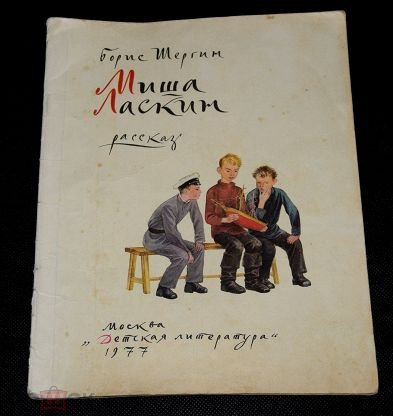 Борис Шергин
Миша
Ласкин
рассказ
Москва
„Детская литература“
1977